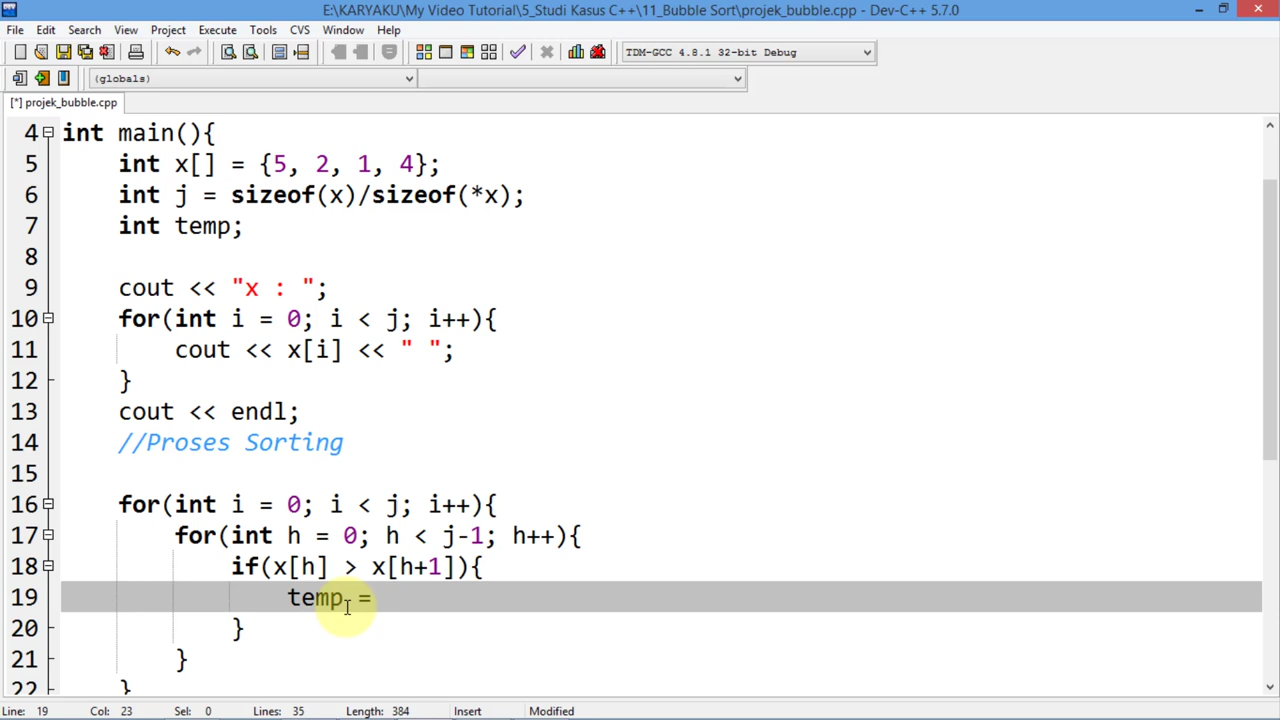 E:\KARYAKU\My Video Tutorial\5_Studi Kasus C++\11_Bubble Sort\projek_bubble.cpp - Dev-C++ 5.7.0
File Edit Search View Project Execute Tools CVS Window Help
TDM-GCC 4.8.1 32-bit Debug
(globals)
[*] projek_bubble.cpp
4 int main(){
5 int x[] = {5, 2, 1, 4};
6 int j = sizeof(x)/sizeof(*x);
7 int temp;
8
9 cout << "x : ";
10 for(int i = 0; i < j; i++){
11 cout << x[i] << " ";
12 }
13 cout << endl;
14 //Proses Sorting
15
16 for(int i = 0; i < j; i++){
17 for(int h = 0; h < j-1; h++){
18 if(x[h] > x[h+1]){
19 temp =
20 }
21 }
22 }
Line: 19 Col: 23 Sel: 0 Lines: 35 Length: 384 Insert Modified